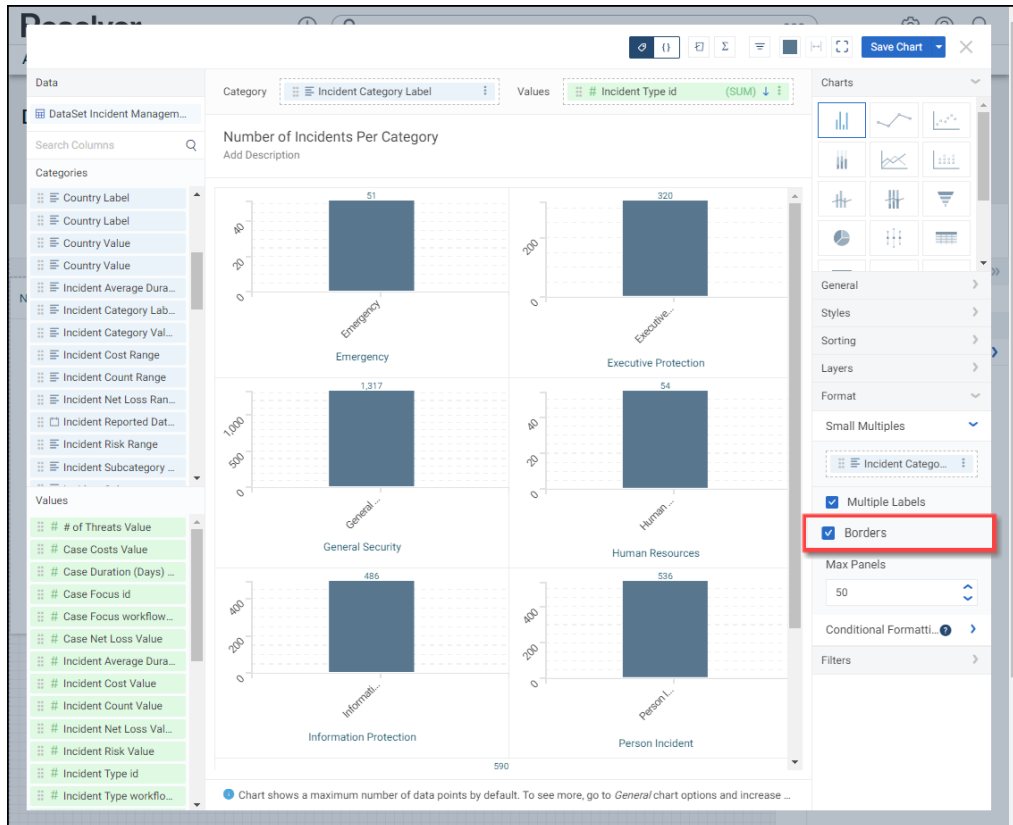 Resolver
{ }
Σ
Save Chart
Data
DataSet Incident Managem...
Search Columns
Categories
Country Label
Country Label
Country Value
Country Value
Incident Average Dura...
Incident Category Lab...
Incident Category Val...
Incident Cost Range
Incident Count Range
Incident Net Loss Ran...
Incident Reported Dat...
Incident Risk Range
Incident Subcategory ...
Values
# # of Threats Value
# Case Costs Value
# Case Duration (Days) ...
# Case Focus id
# Case Focus workflow...
# Case Net Loss Value
# Incident Average Dura...
# Incident Cost Value
# Incident Count Value
# Incident Net Loss Val...
# Incident Risk Value
# Incident Type id
# Incident Type workflo...
Category Incident Category Label Values # Incident Type id (SUM)
Number of Incidents Per Category
Add Description
51
40
20
0
Emergency
Emergency
320
200
0
Executive...
Executive Protection
1,317
1,000
500
0
General ...
General Security
54
40
20
0
Human ...
Human Resources
486
400
200
0
Informati...
Information Protection
536
400
200
0
Person I...
Person Incident
590
Chart shows a maximum number of data points by default. To see more, go to General chart options and increase ...
Charts
General
Styles
Sorting
Layers
Format
Small Multiples
Incident Catego...
Multiple Labels
Borders
Max Panels
50
Conditional Formatti...
Filters